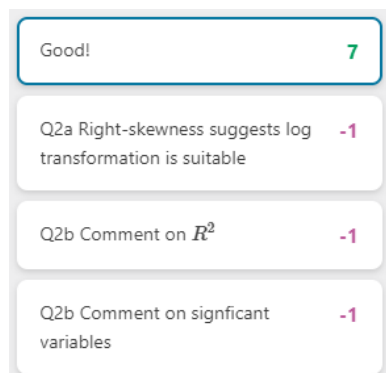 Good! 7
Q2a Right-skewness suggests log -1
transformation is suitable
Q2b Comment on R² -1
Q2b Comment on signficant -1
variables